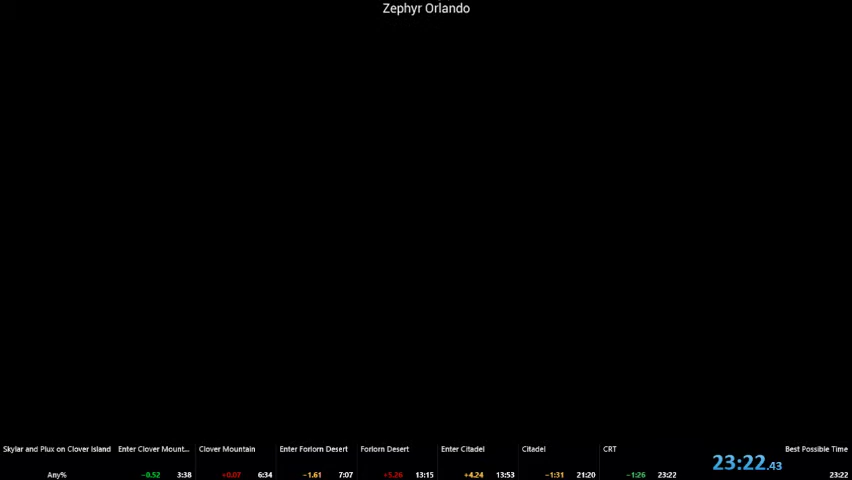 Zephyr Orlando
Skylar and Plux on Clover Island Enter Clover Mount... Clover Mountain Enter Forlorn Desert Forlorn Desert Enter Citadel Citadel CRT Best Possible Time
Any% −0.52 3:38 +0.07 6:34 −1.61 7:07 +5.26 13:15 +4.24 13:53 −1:31 21:20 −1:26 23:22 23:22.43 23:22